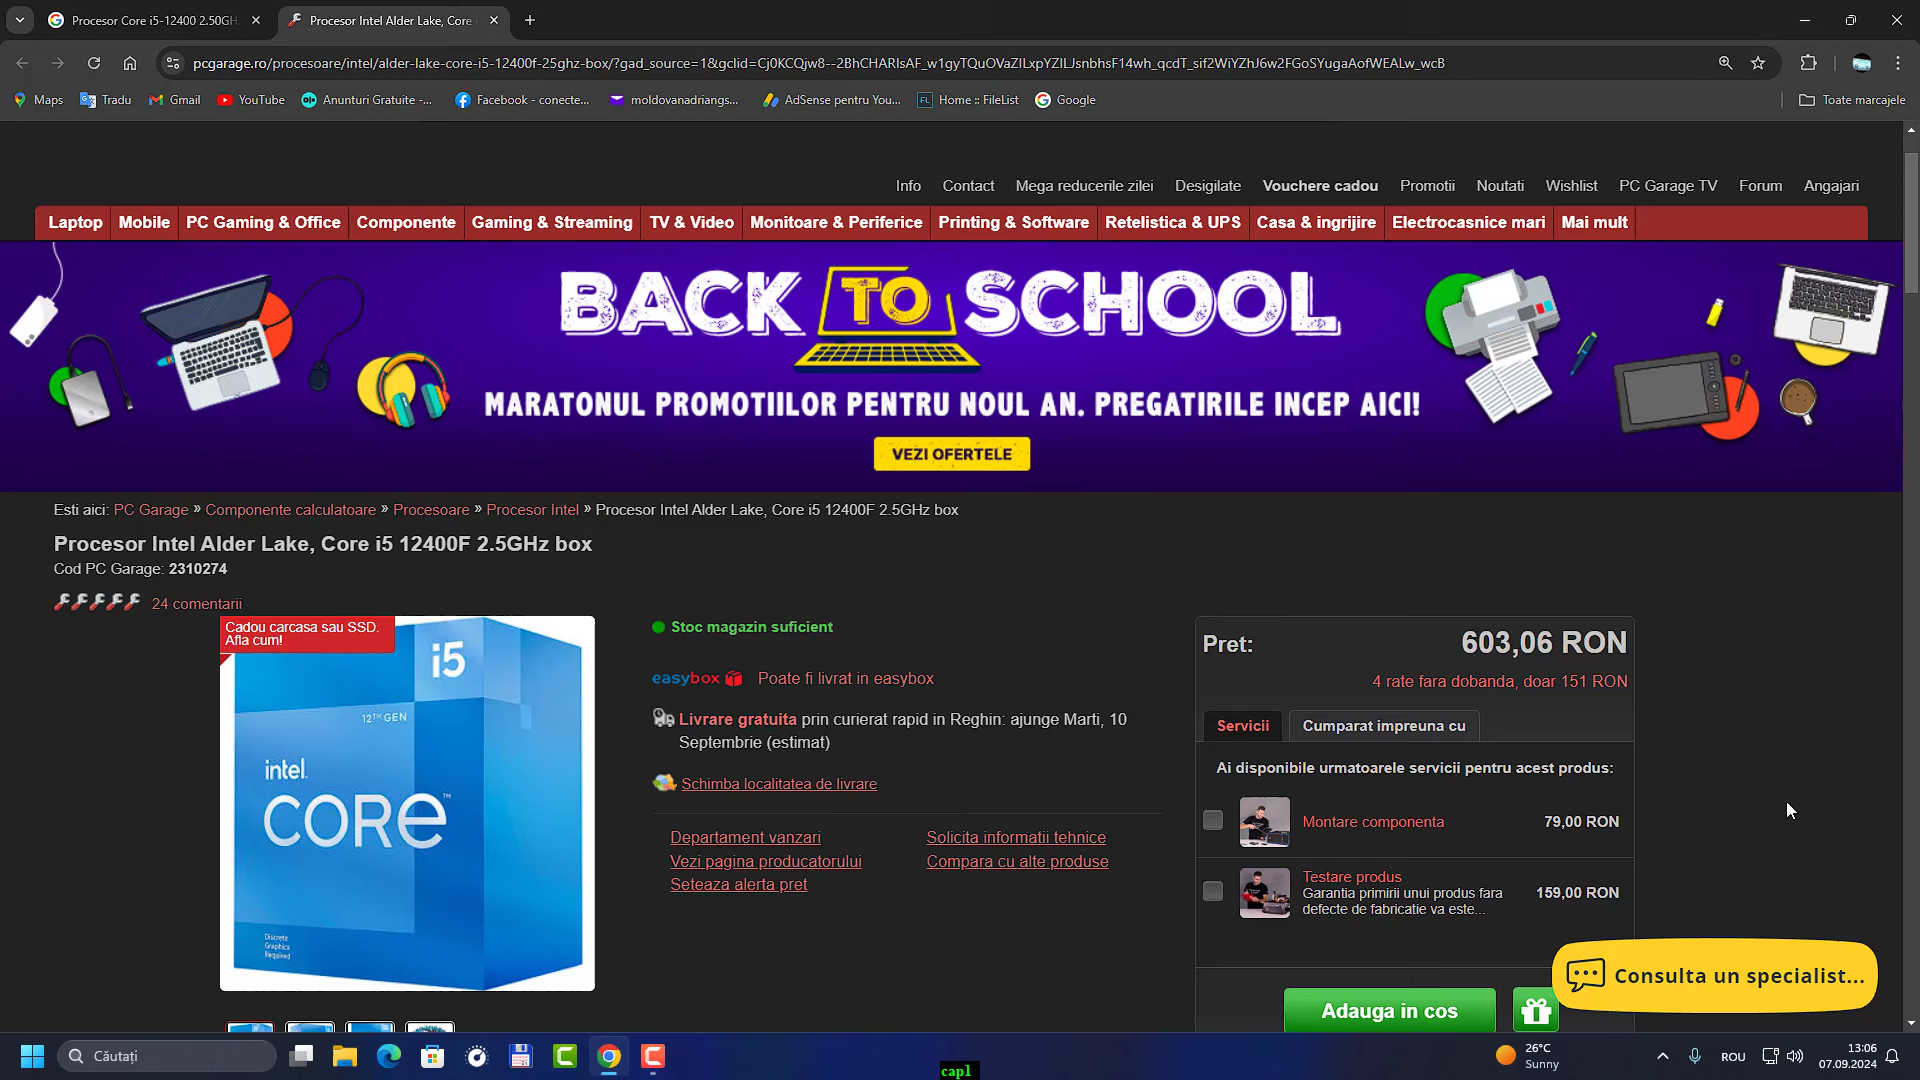 Procesor Core i5-12400 2.50GH
Procesor Intel Alder Lake, Core
pcgarage.ro/procesoare/intel/alder-lake-core-i5-12400f-25ghz-box/?gad_source=1&gclid=Cj0KCQjw8--2BhCHARIsAF_w1gyTQuOVaZILxpYZILJsnbhsF14wh_qcdT_sif2WiYZhJ6w2FGoSYugaAofWEALw_wcB
Maps
Tradu
Gmail
YouTube
Anunturi Gratuite -...
Facebook - conecte...
moldovanadriangs...
AdSense pentru You...
FL
Home :: FileList
Google
Toate marcajele
Info
Contact
Mega reducerile zilei
Desigilate
Vouchere cadou
Promotii
Noutati
Wishlist
PC Garage TV
Forum
Angajari
Laptop
Mobile
PC Gaming & Office
Componente
Gaming & Streaming
TV & Video
Monitoare & Periferice
Printing & Software
Retelistica & UPS
Casa & ingrijire
Electrocasnice mari
Mai mult
BACK TO SCHOOL
MARATONUL PROMOTIILOR PENTRU NOUL AN. PREGATIRILE INCEP AICI!
VEZI OFERTELE
Esti aici: PC Garage » Componente calculatoare » Procesoare » Procesor Intel » Procesor Intel Alder Lake, Core i5 12400F 2.5GHz box
Procesor Intel Alder Lake, Core i5 12400F 2.5GHz box
Cod PC Garage: 2310274
24 comentarii
Cadou carcasa sau SSD.
Afla cum!
i5
12TH GEN
intel.
CORE™
Discrete
Graphics
Required
Stoc magazin suficient
easybox
Poate fi livrat in easybox
Livrare gratuita prin curierat rapid in Reghin: ajunge Marti, 10
Septembrie (estimat)
Schimba localitatea de livrare
Departament vanzari
Solicita informatii tehnice
Vezi pagina producatorului
Compara cu alte produse
Seteaza alerta pret
Pret:
603,06 RON
4 rate fara dobanda, doar 151 RON
Servicii
Cumparat impreuna cu
Ai disponibile urmatoarele servicii pentru acest produs:
Montare componenta
79,00 RON
Testare produs
Garantia primirii unui produs fara
defecte de fabricatie va este...
159,00 RON
Consulta un specialist...
Adauga in cos
Căutați
cap1
26°C
Sunny
ROU
13:06
07.09.2024